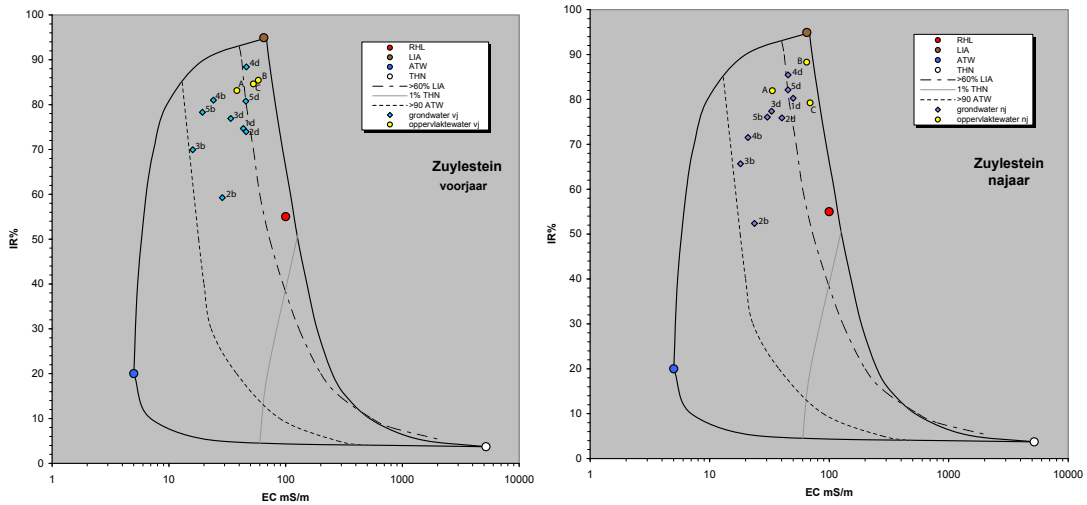 100
90
80
70
60
50
40
30
20
10
0
IR%
1 10 100 1000 10000
EC mS/m
RHL
LIA
ATW
THN
>60% LIA
1% THN
>90 ATW
grondwater vj
oppervlaktewater vj
Zuylestein
voorjaar
4d
B
A
C
4b
5d
5b
3d
1d
2d
3b
2b
100
90
80
70
60
50
40
30
20
10
0
IR%
1 10 100 1000 10000
EC mS/m
RHL
LIA
ATW
THN
>60% LIA
1% THN
>90 ATW
grondwater nj
oppervlaktewater nj
Zuylestein
najaar
B
4d
A
5d
1d
3d
C
5b
2d
4b
3b
2b